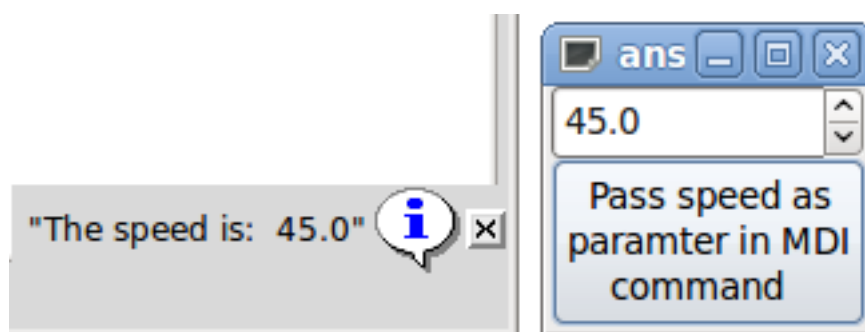 "The speed is:  45.0"
ans
45.0
Pass speed as
paramter in MDI
command